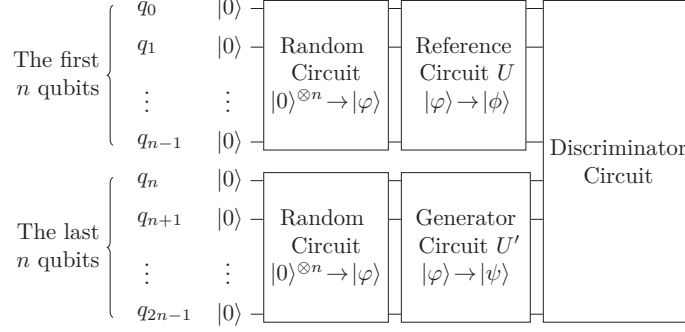 The first
n qubits
q₀ |0⟩
q₁ |0⟩
⋮ ⋮
qₙ₋₁ |0⟩
Random
Circuit
|0⟩^{⊗n}→|φ⟩
Reference
Circuit U
|φ⟩→|ϕ⟩
Discriminator
Circuit
The last
n qubits
qₙ |0⟩
qₙ₊₁ |0⟩
⋮ ⋮
q₂ₙ₋₁ |0⟩
Random
Circuit
|0⟩^{⊗n}→|φ⟩
Generator
Circuit U′
|φ⟩→|ψ⟩